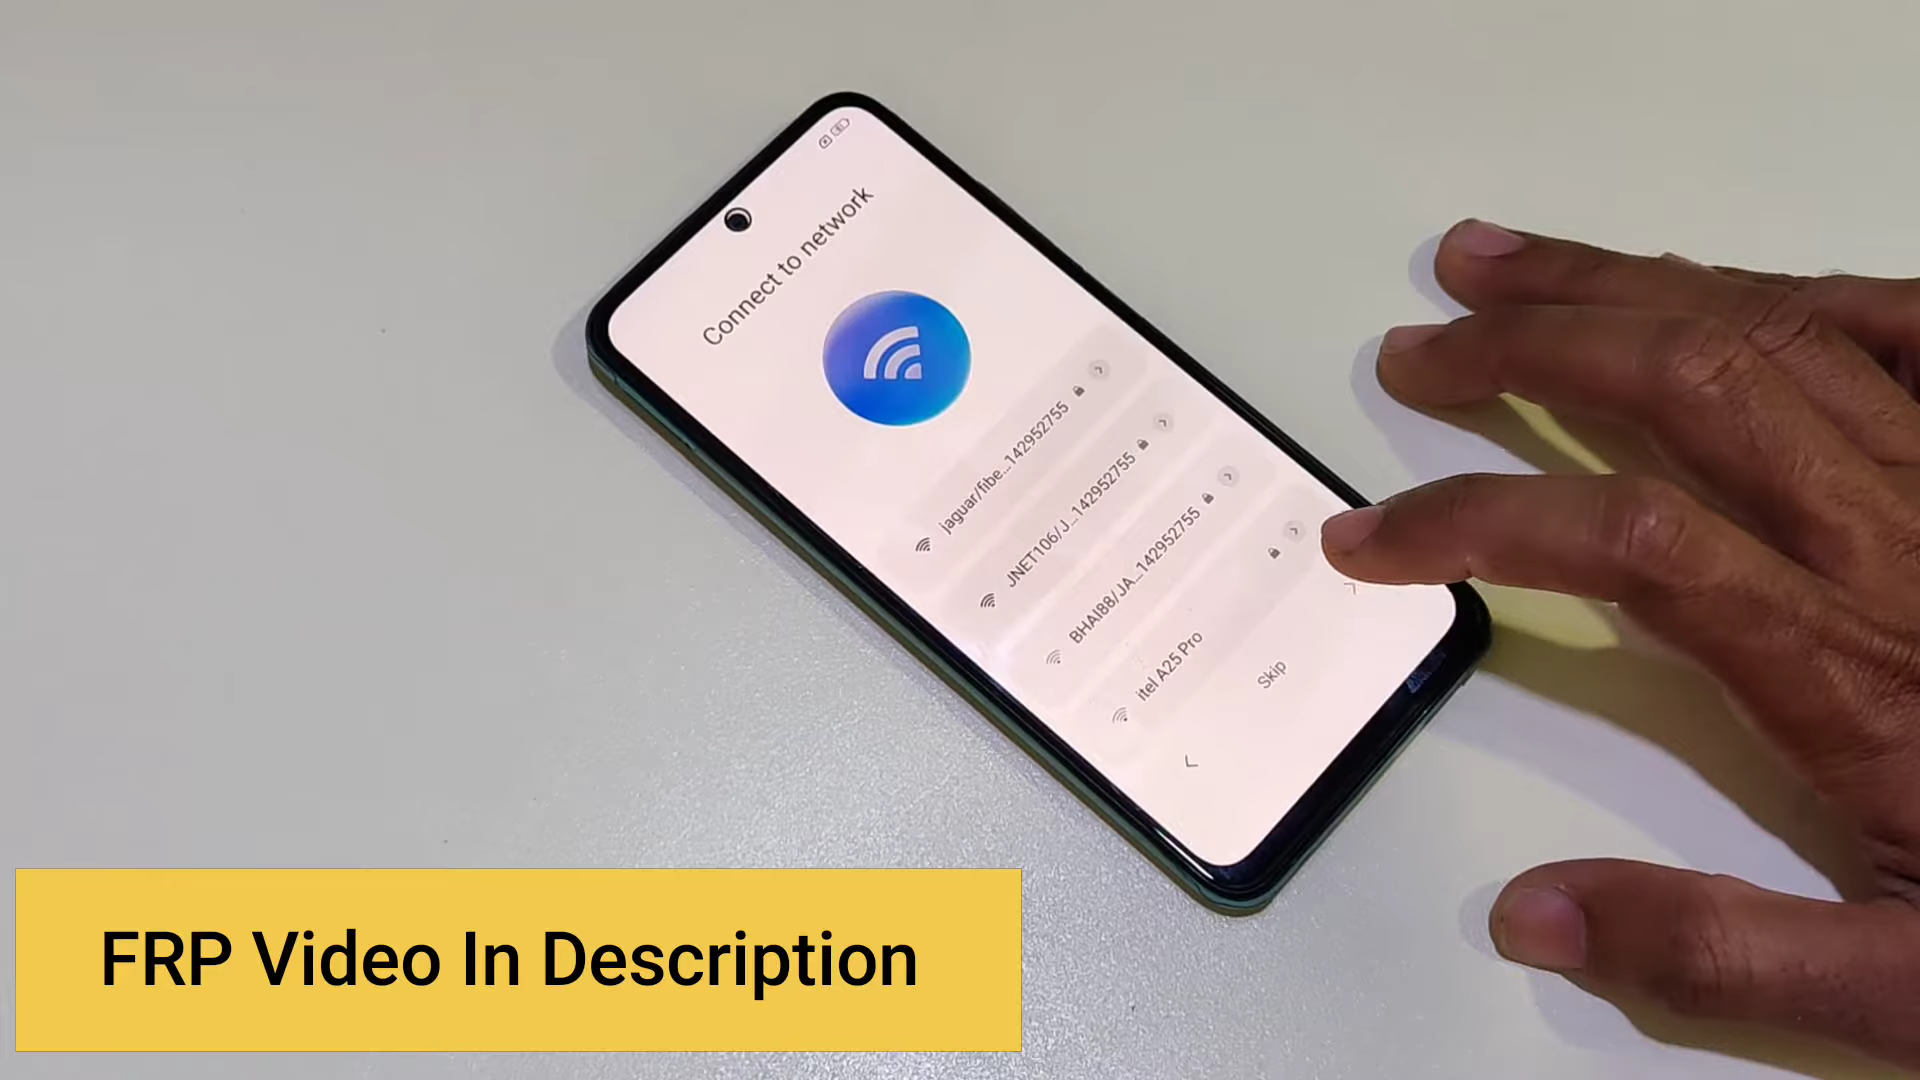 Connect to network
jaguar/fibe...142952755
JNET106/J...142952755
BHAI88/JA...142952755
itel A25 Pro
Skip
FRP Video In Description